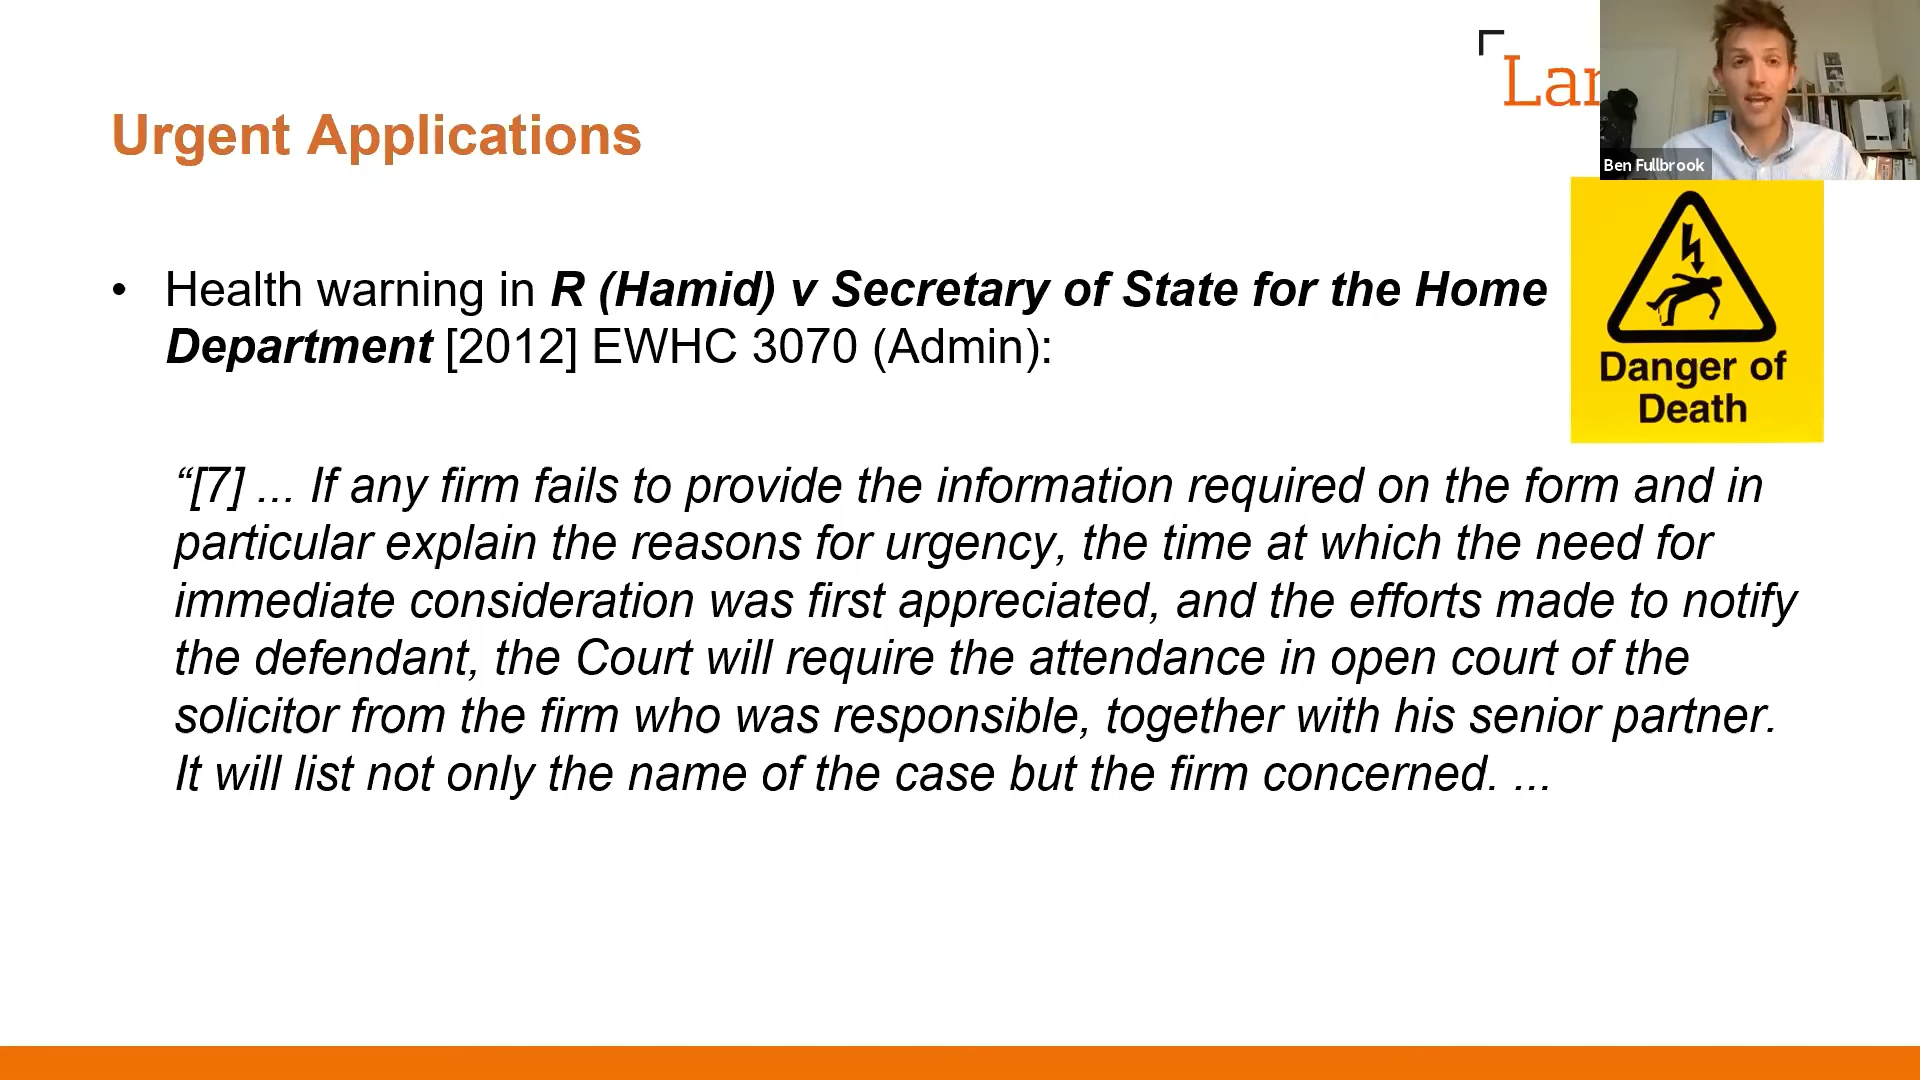 Lan
Ben Fullbrook
Urgent Applications
Danger of
Death
• Health warning in R (Hamid) v Secretary of State for the Home
Department [2012] EWHC 3070 (Admin):
“[7] ... If any firm fails to provide the information required on the form and in
particular explain the reasons for urgency, the time at which the need for
immediate consideration was first appreciated, and the efforts made to notify
the defendant, the Court will require the attendance in open court of the
solicitor from the firm who was responsible, together with his senior partner.
It will list not only the name of the case but the firm concerned. ...